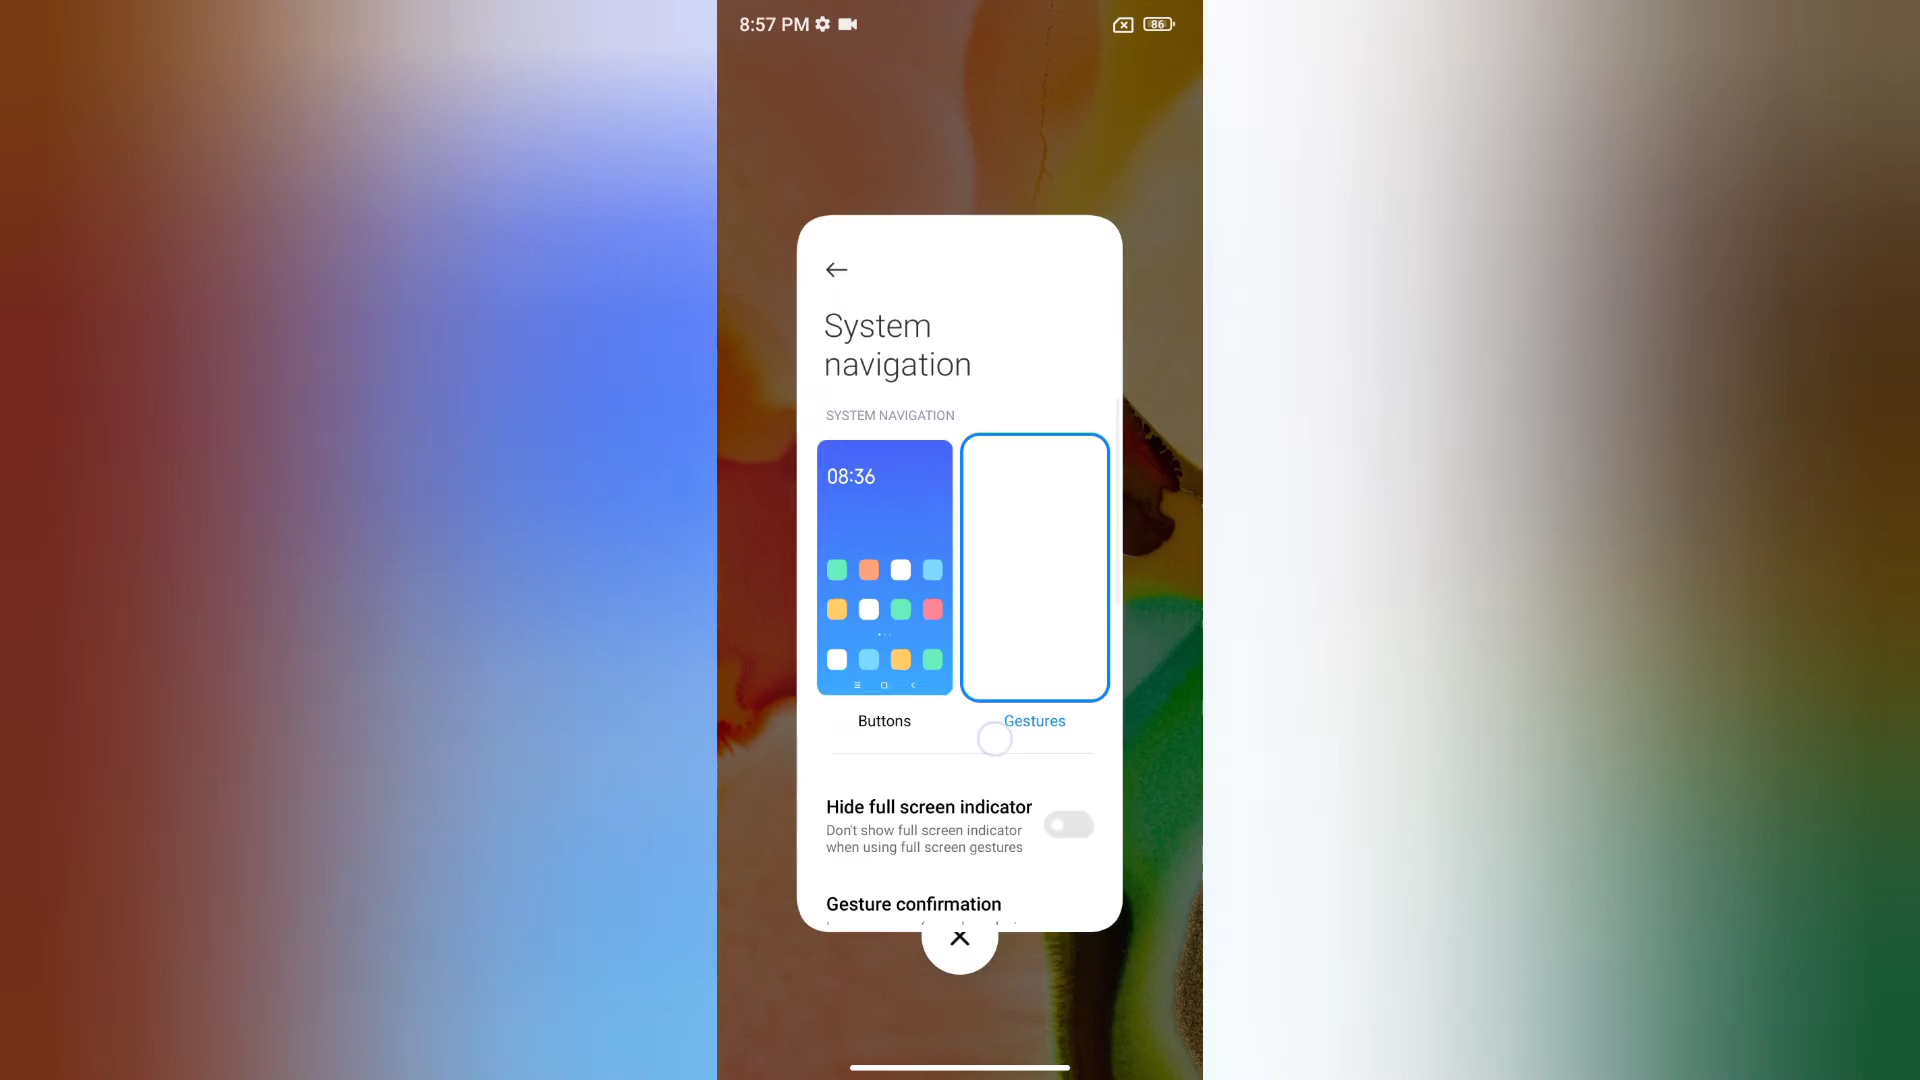 8:57 PM
86
System
navigation
SYSTEM NAVIGATION
08:36
Buttons
Gestures
Hide full screen indicator
Don't show full screen indicator
when using full screen gestures
Gesture confirmation